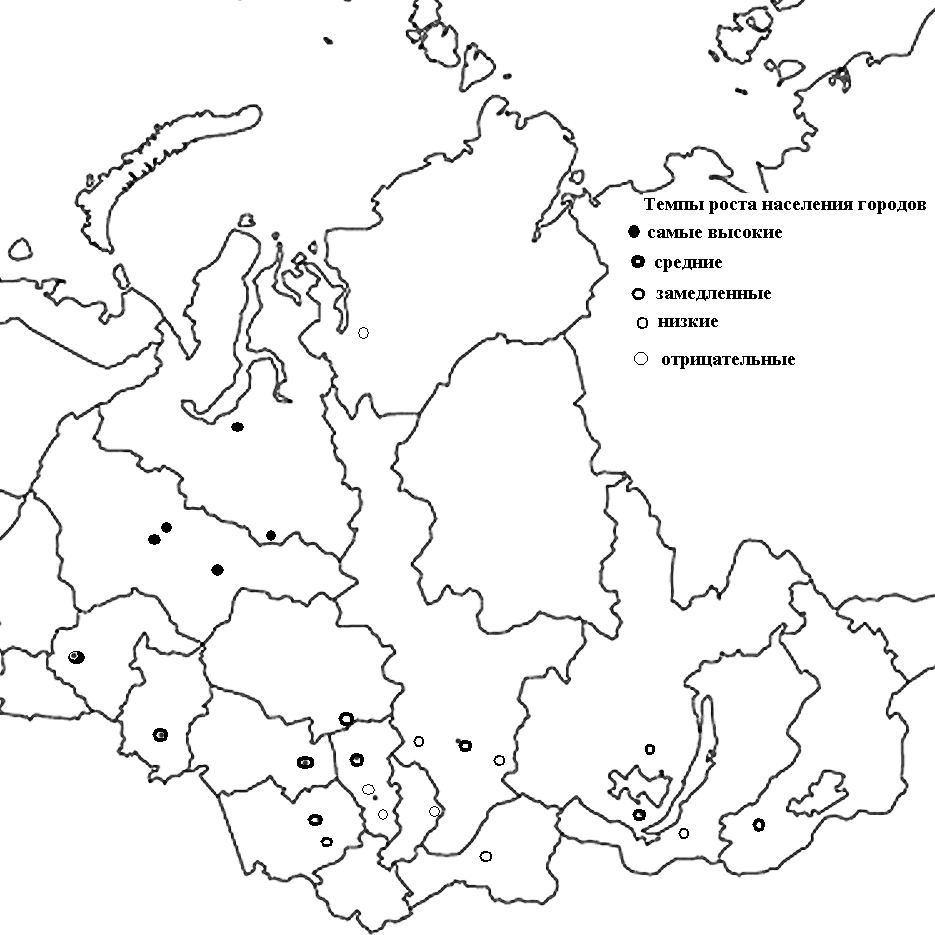 Темпы роста населения городов
самые высокие
средние
замедленные
низкие
отрицательные